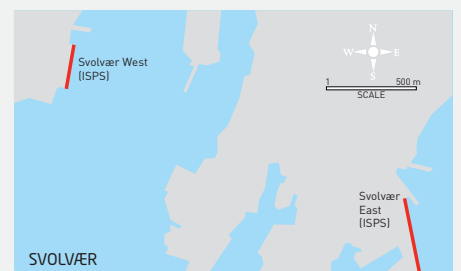 Svolvær West
(ISPS)
N
W
E
S
1 500 m
SCALE
Svolvær
East
(ISPS)
SVOLVÆR